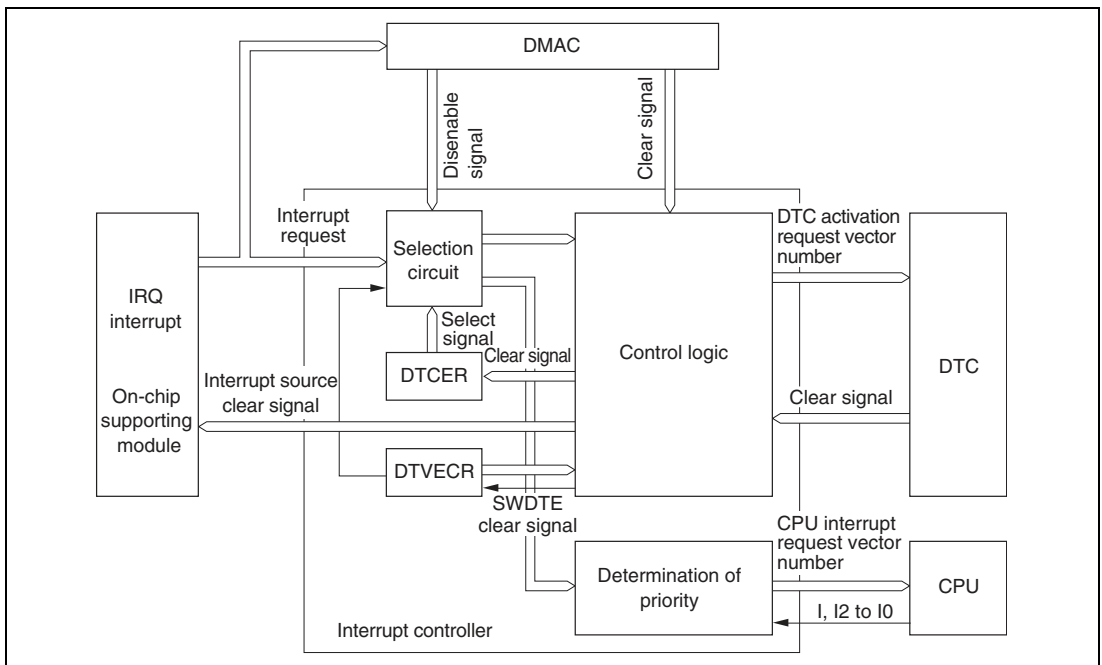 DMAC
Disenable
signal
Clear signal
Interrupt
request
Selection
circuit
DTC activation
request vector
number
IRQ
interrupt
On-chip
supporting
module
Select
signal
Control logic
DTC
DTCER
Clear signal
Interrupt source
clear signal
Clear signal
DTVECR
SWDTE
clear signal
CPU interrupt
request vector
number
Determination of
priority
CPU
I, I2 to I0
Interrupt controller